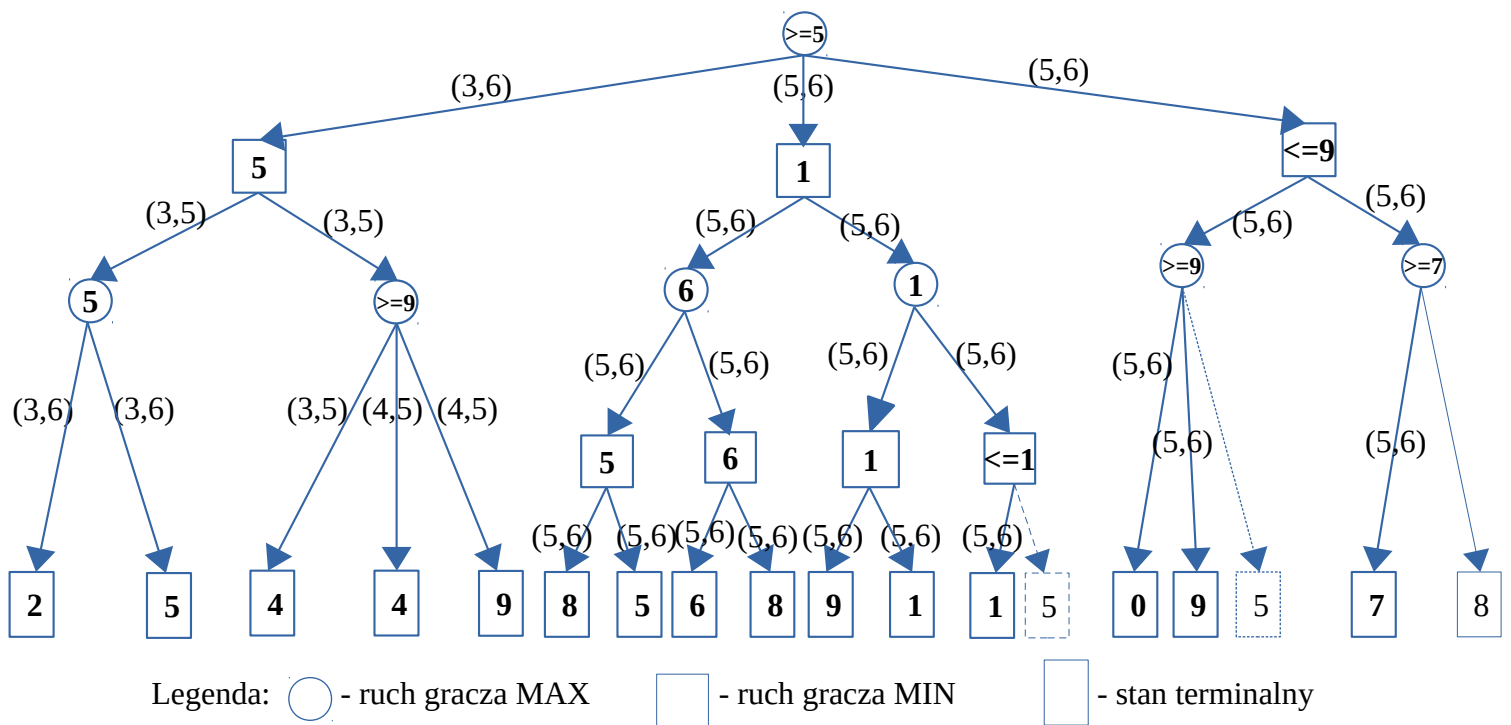 >=5
(3,6) (5,6) (5,6)
5 1 <=9
(3,5) (3,5) (5,6) (5,6) (5,6) (5,6)
5 >=9 6 1 >=9 >=7
(5,6) (5,6) (5,6) (5,6) (5,6)
(3,6) (3,6) (3,5) (4,5) (4,5) (5,6) (5,6)
5 6 1 <=1
(5,6) (5,6) (5,6) (5,6) (5,6) (5,6) (5,6)
2 5 4 4 9 8 5 6 8 9 1 1 5 0 9 5 7 8
Legenda: - ruch gracza MAX - ruch gracza MIN - stan terminalny